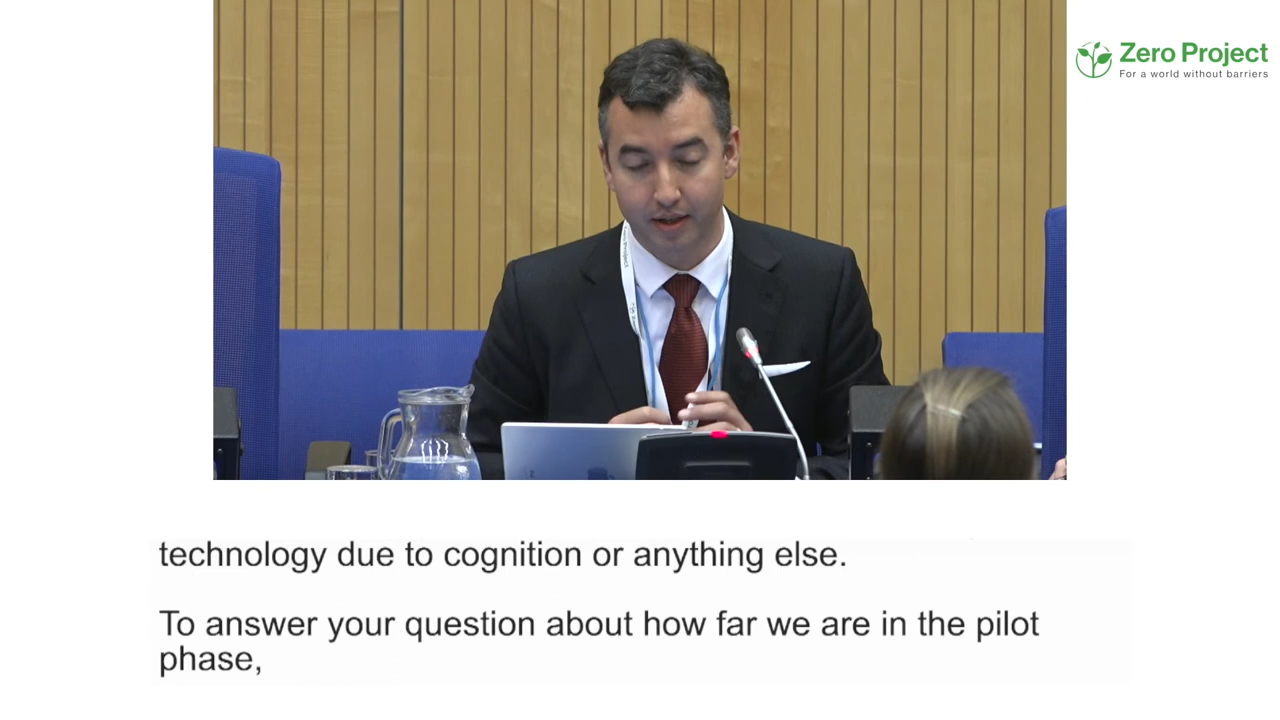 Zero Project
For a world without barriers
technology due to cognition or anything else.
To answer your question about how far we are in the pilot
phase,